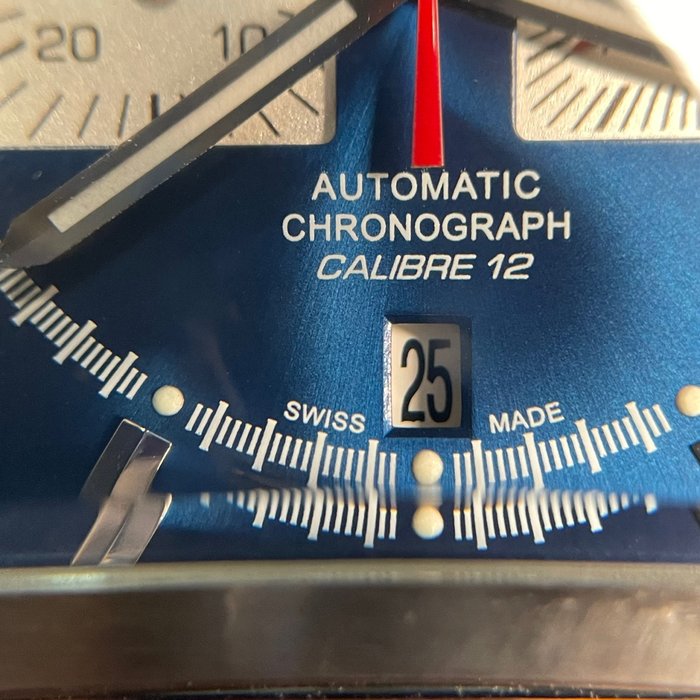 20 10
AUTOMATIC
CHRONOGRAPH
CALIBRE 12
25
SWISS MADE